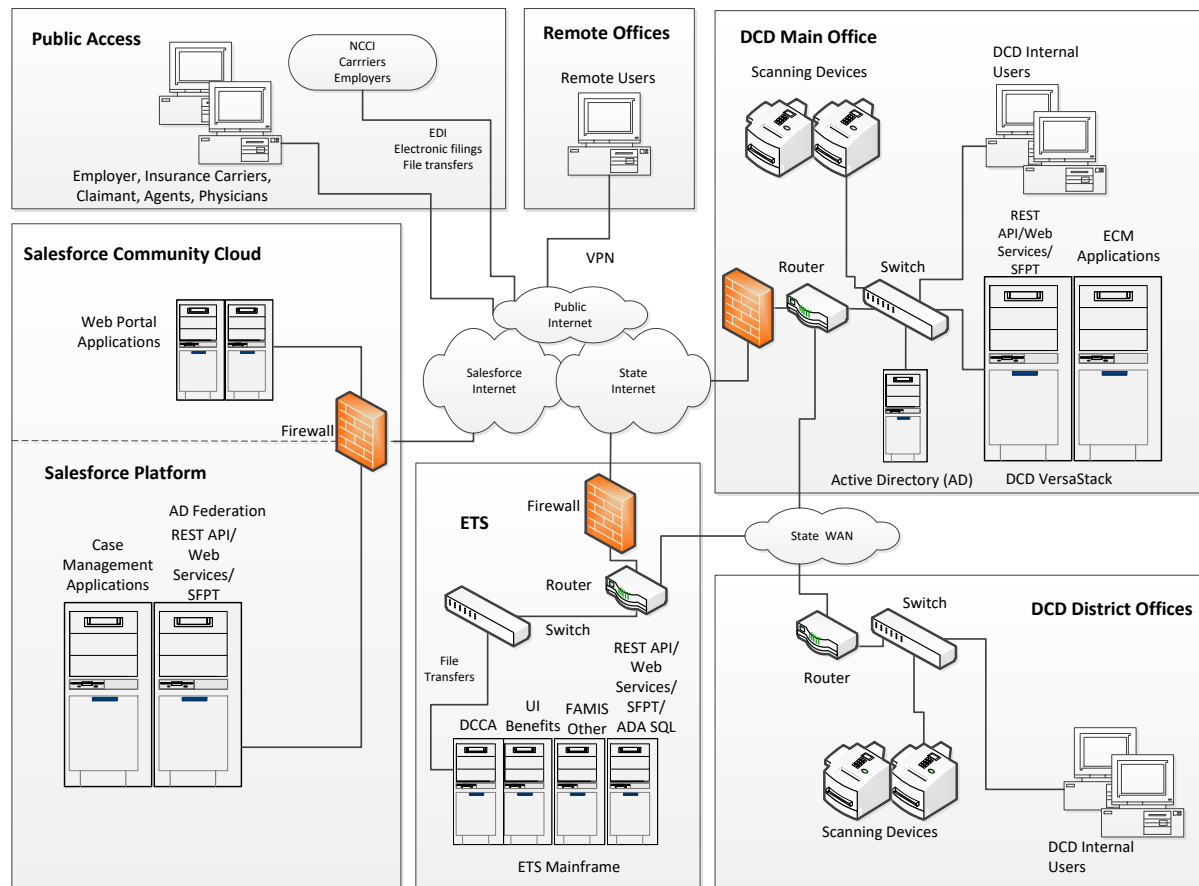 Public Access
NCCI
Carrriers
Employers
EDI
Electronic filings
File transfers
Employer, Insurance Carriers,
Claimant, Agents, Physicians
Remote Offices
Remote Users
VPN
DCD Main Office
Scanning Devices
DCD Internal
Users
Router
Switch
REST
API/Web
Services/
SFPT
ECM
Applications
Active Directory (AD)
DCD VersaStack
Public
Internet
Salesforce
Internet
State
Internet
Salesforce Community Cloud
Web Portal
Applications
Firewall
Salesforce Platform
Case
Management
Applications
AD Federation
REST API/
Web
Services/
SFPT
ETS
Firewall
Router
Switch
File
Transfers
DCCA
UI
Benefits
FAMIS
Other
REST API/
Web
Services/
SFPT/
ADA SQL
ETS Mainframe
State WAN
DCD District Offices
Switch
Router
Scanning Devices
DCD Internal
Users